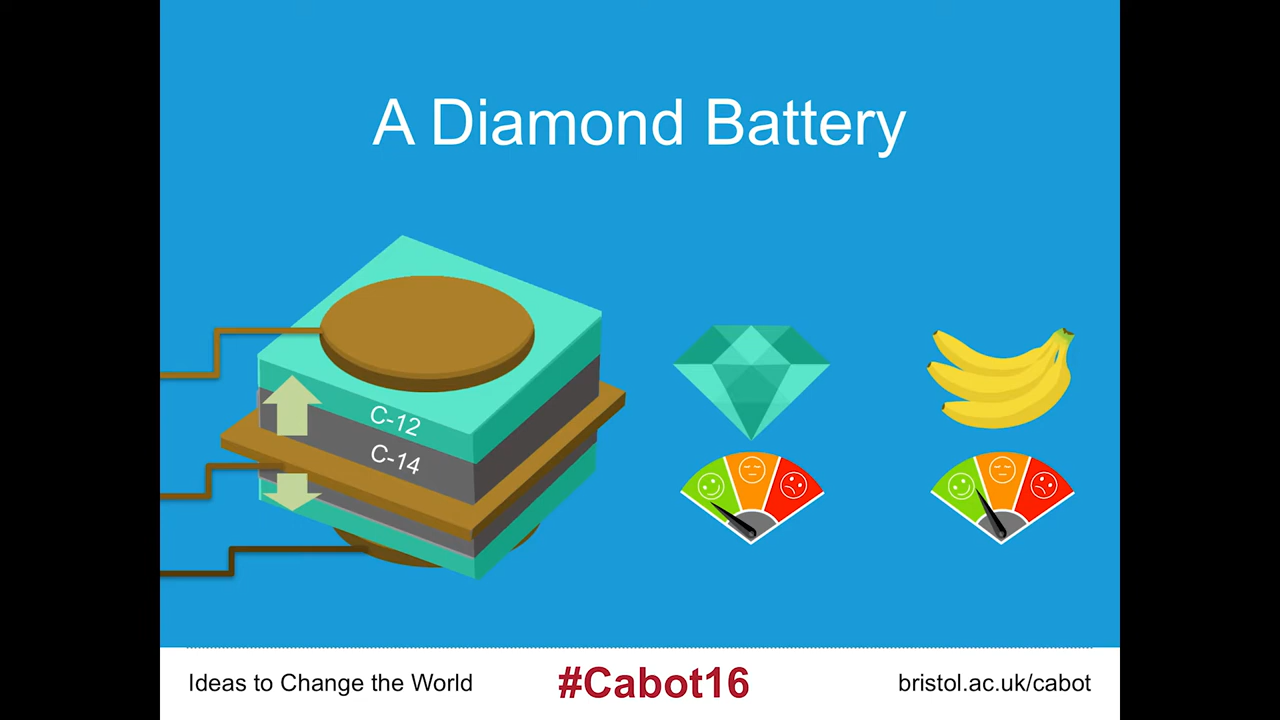 A Diamond Battery
C-12
C-14
Ideas to Change the World
#Cabot16
bristol.ac.uk/cabot